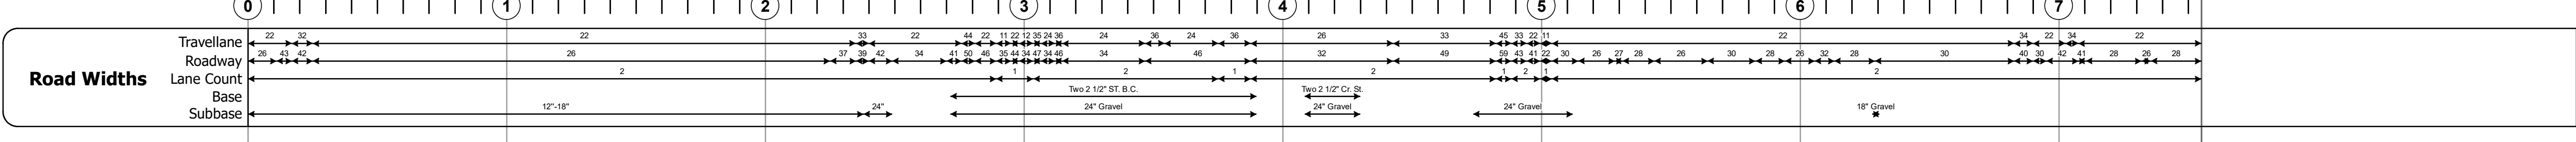 0 1 2 3 4 5 6 7
Road Widths
Travellane 22 32 22 33 22 44 22 11 22 12 35 24 36 24 36 24 36 26 33 45 33 22 11 22 34 22 34 22
Roadway 26 43 42 26 37 39 42 34 41 50 46 35 44 34 47 34 46 34 46 32 49 59 43 41 22 30 26 27 28 26 30 28 26 32 28 30 40 30 42 41 28 26 28
Lane Count 2 1 2 1 2 1 2 1 2
Base Two 2 1/2" ST. B.C. Two 2 1/2" Cr. St.
Subbase 12"-18" 24" 24" Gravel 24" Gravel 24" Gravel 18" Gravel